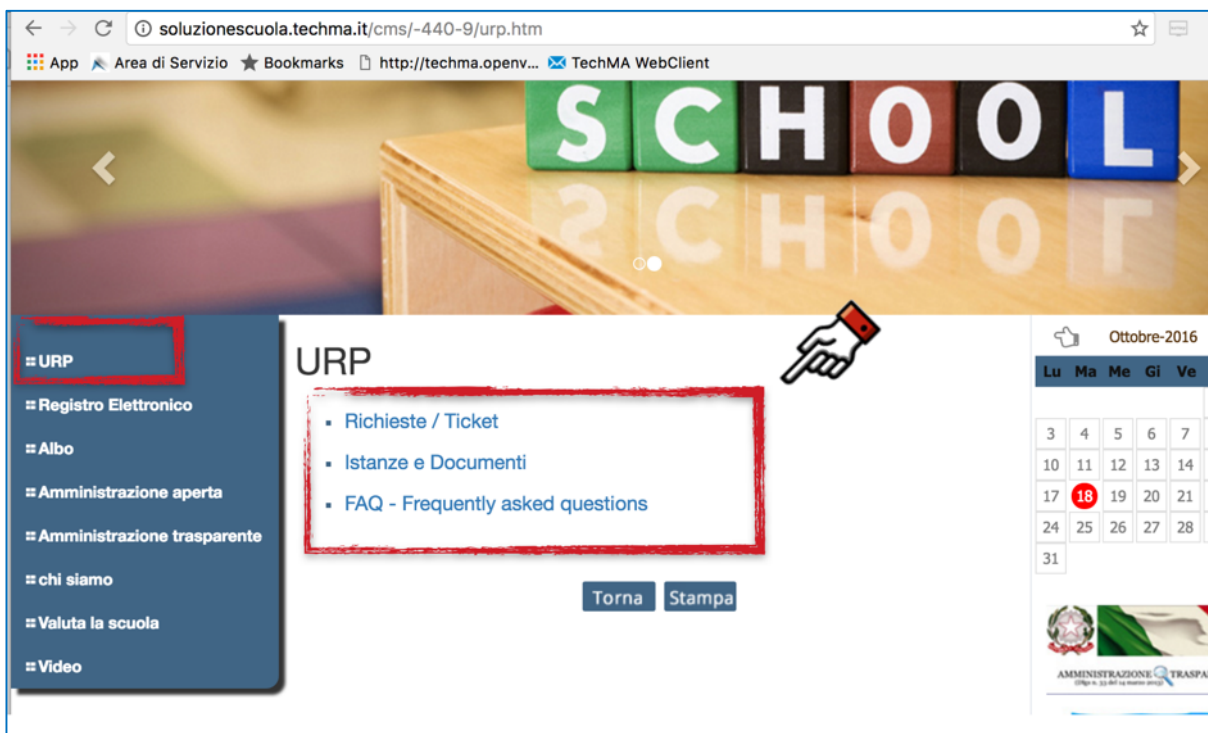 soluzionescuola.techma.it/cms/-440-9/urp.htm
App Area di Servizio Bookmarks http://techma.openv... TechMA WebClient
SCHOOL
URP
Registro Elettronico
Albo
Amministrazione aperta
Amministrazione trasparente
chi siamo
Valuta la scuola
Video
URP
Richieste / Ticket
Istanze e Documenti
FAQ - Frequently asked questions
Torna Stampa
Ottobre-2016
Lu Ma Me Gi Ve
3 4 5 6 7
10 11 12 13 14
17 18 19 20 21
24 25 26 27 28
31
AMMINISTRAZIONE TRASPA